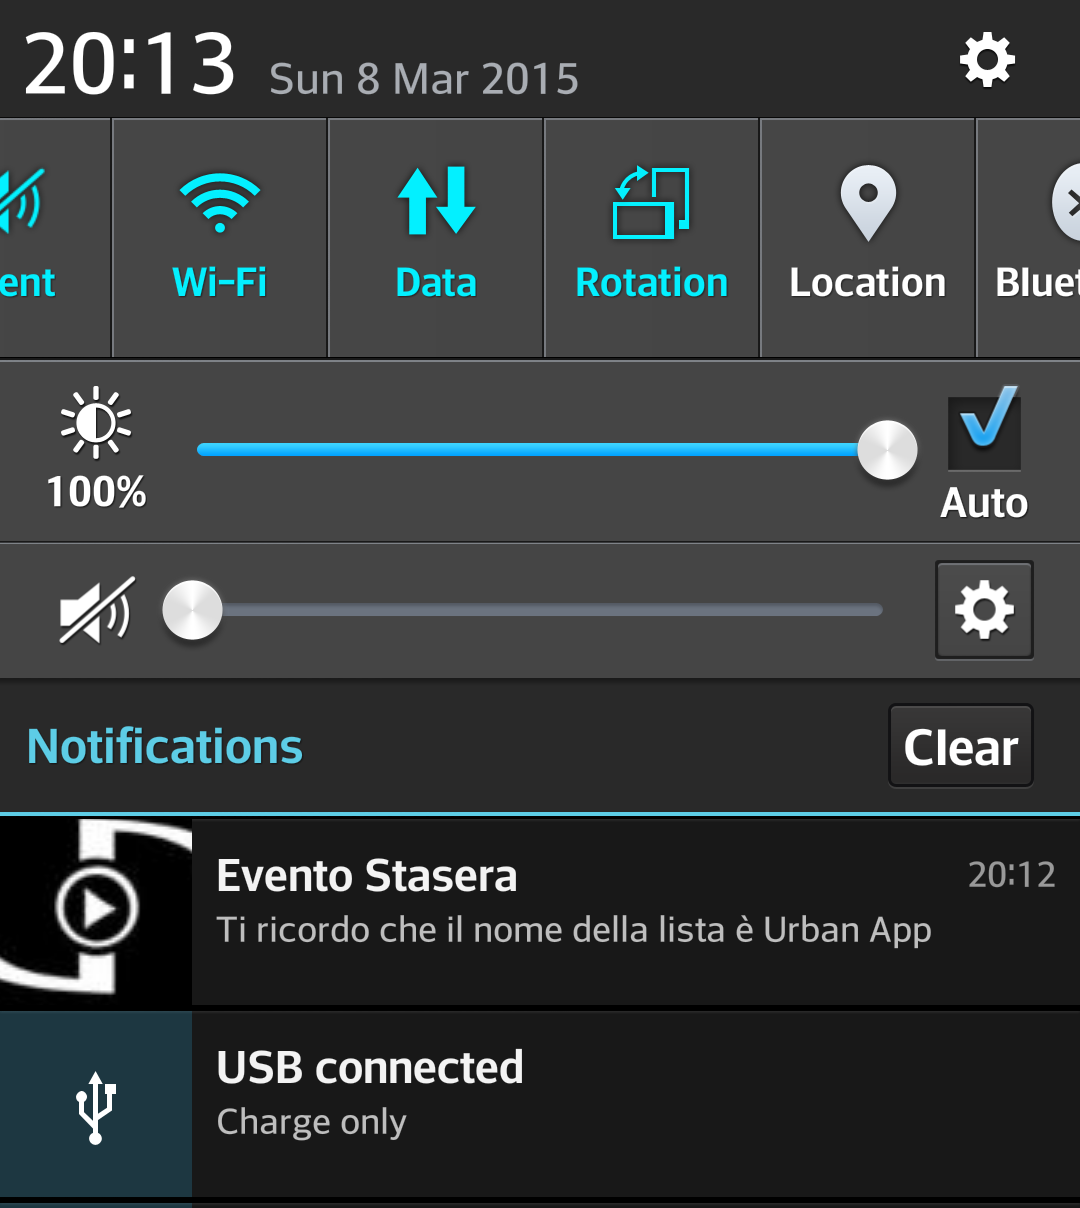 20:13 Sun 8 Mar 2015
ent Wi-Fi Data Rotation Location Bluet
100% Auto
Notifications Clear
Evento Stasera 20:12
Ti ricordo che il nome della lista è Urban App
USB connected
Charge only